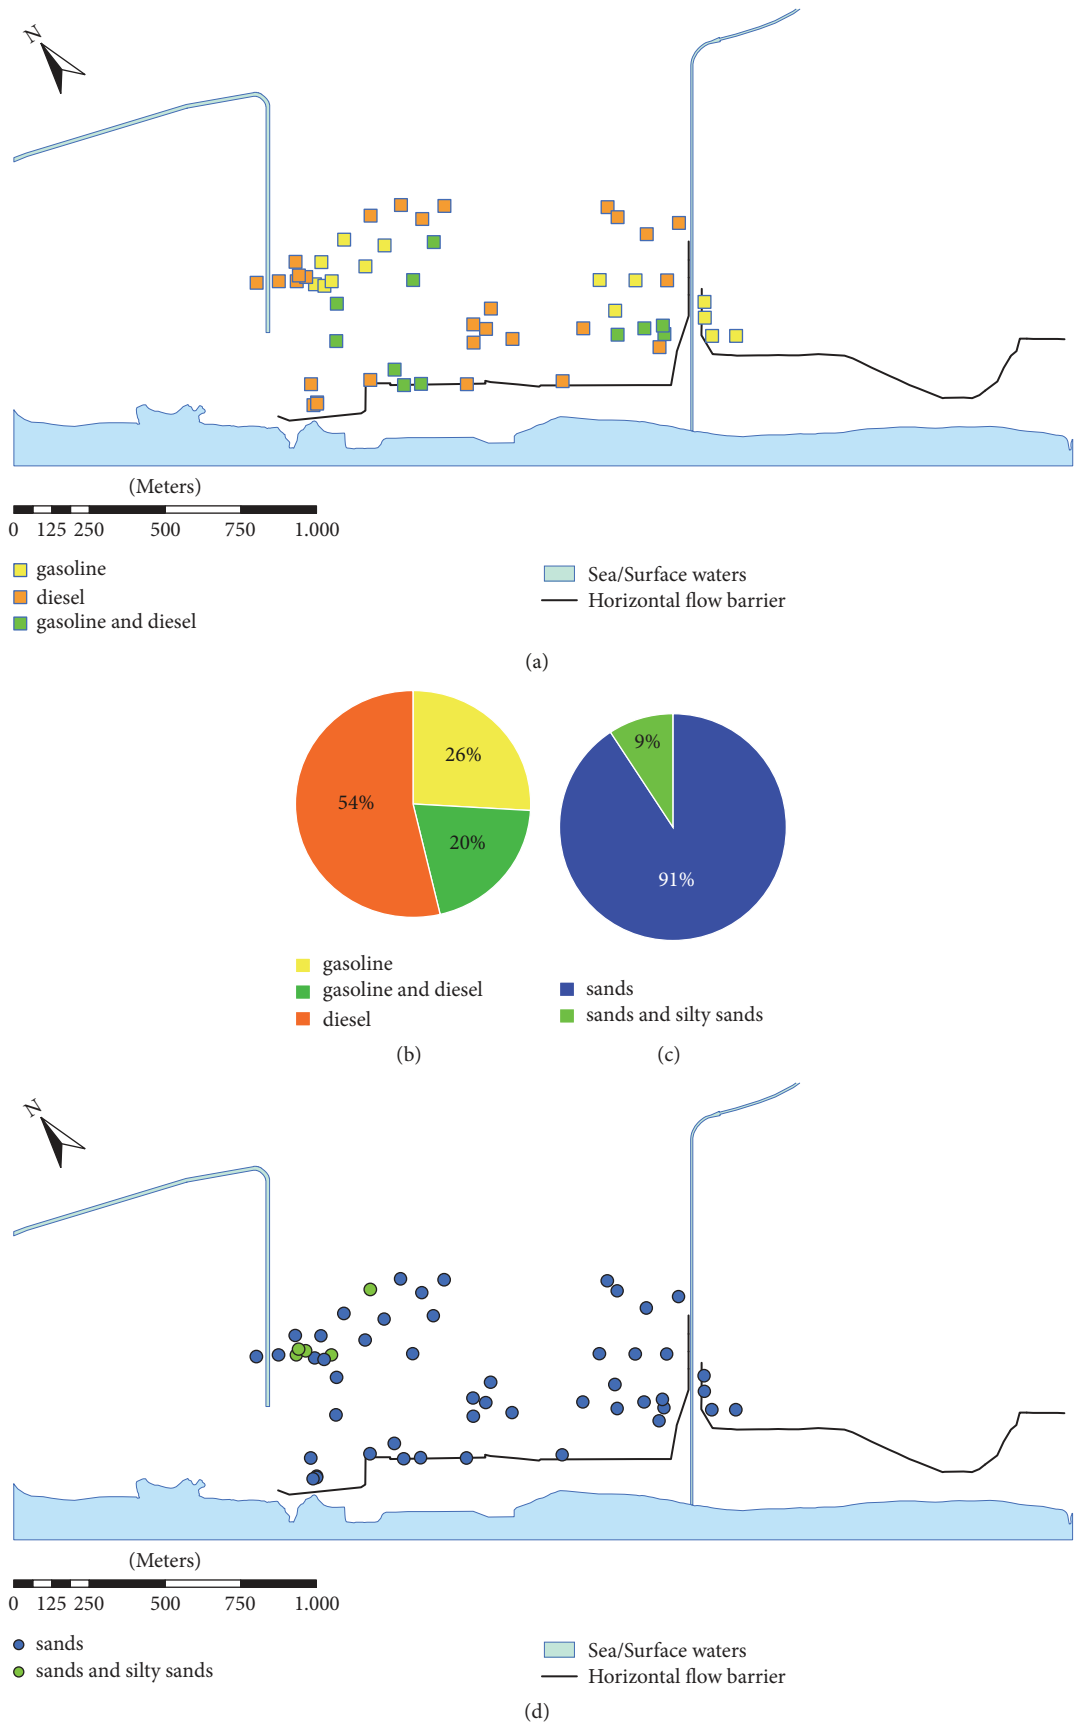 N
(Meters)
0 125 250 500 750 1.000
gasoline
diesel
gasoline and diesel
Sea/Surface waters
Horizontal flow barrier
(a)
26%
54%
20%
gasoline
gasoline and diesel
diesel
(b)
9%
91%
sands
sands and silty sands
(c)
N
(Meters)
0 125 250 500 750 1.000
sands
sands and silty sands
Sea/Surface waters
Horizontal flow barrier
(d)